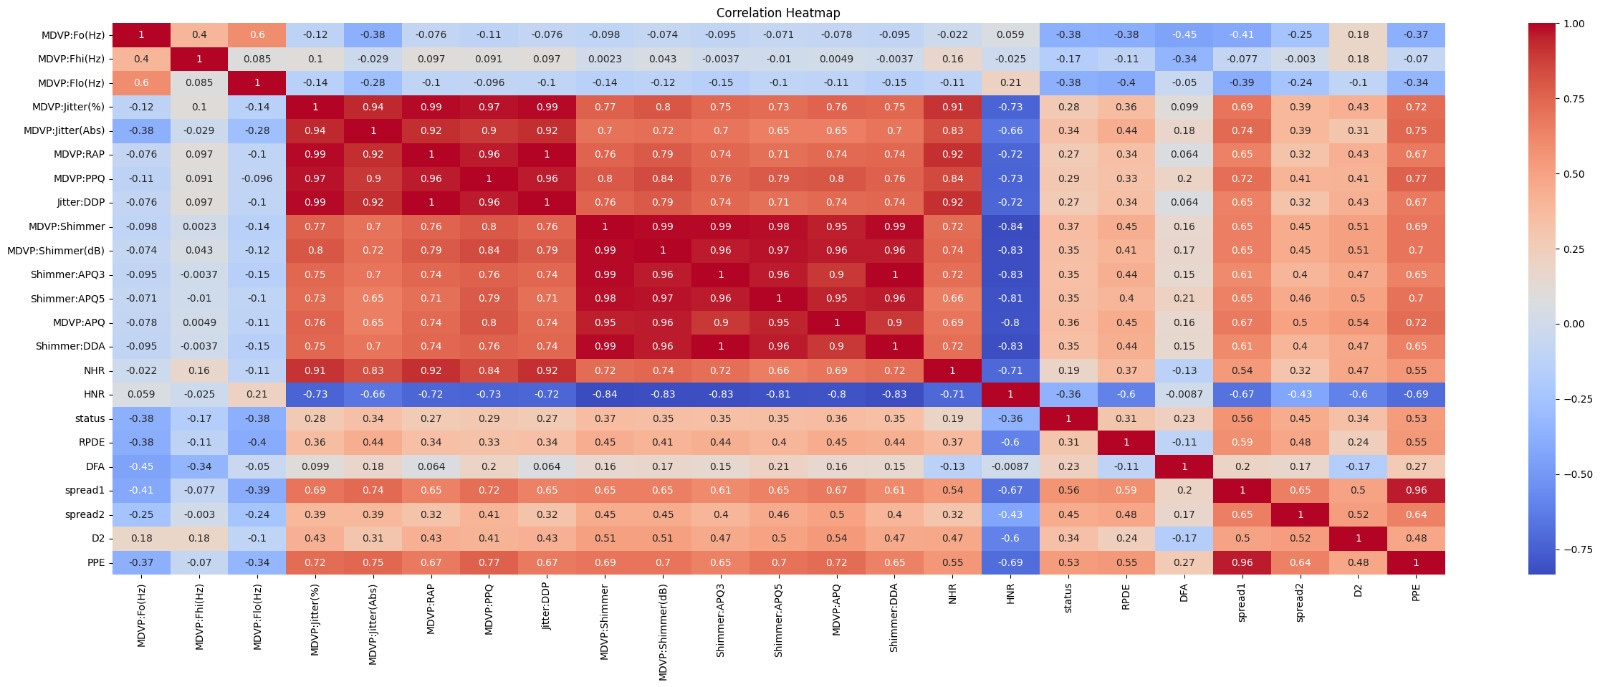 Correlation Heatmap
MDVP:Fo(Hz) 1 0.4 0.6 -0.12 -0.38 -0.076 -0.11 -0.076 -0.098 -0.074 -0.095 -0.071 -0.078 -0.095 -0.022 0.059 -0.38 -0.38 -0.45 -0.41 -0.25 0.18 -0.37
MDVP:Fhi(Hz) 0.4 1 0.085 0.1 -0.029 0.097 0.091 0.097 0.0023 0.043 -0.0037 -0.01 0.0049 -0.0037 0.16 -0.025 -0.17 -0.11 -0.34 -0.077 -0.003 0.18 -0.07
MDVP:Flo(Hz) 0.6 0.085 1 -0.14 -0.28 -0.1 -0.096 -0.1 -0.14 -0.12 -0.15 -0.1 -0.11 -0.15 -0.11 0.21 -0.38 -0.4 -0.05 -0.39 -0.24 -0.1 -0.34
MDVP:Jitter(%) -0.12 0.1 -0.14 1 0.94 0.99 0.97 0.99 0.77 0.8 0.75 0.73 0.76 0.75 0.91 -0.73 0.28 0.36 0.099 0.69 0.39 0.43 0.72
MDVP:Jitter(Abs) -0.38 -0.029 -0.28 0.94 1 0.92 0.9 0.92 0.7 0.72 0.7 0.65 0.65 0.7 0.83 -0.66 0.34 0.44 0.18 0.74 0.39 0.31 0.75
MDVP:RAP -0.076 0.097 -0.1 0.99 0.92 1 0.96 1 0.76 0.79 0.74 0.71 0.74 0.74 0.92 -0.72 0.27 0.34 0.064 0.65 0.32 0.43 0.67
MDVP:PPQ -0.11 0.091 -0.096 0.97 0.9 0.96 1 0.96 0.8 0.84 0.76 0.79 0.8 0.76 0.84 -0.73 0.29 0.33 0.2 0.72 0.41 0.41 0.77
Jitter:DDP -0.076 0.097 -0.1 0.99 0.92 1 0.96 1 0.76 0.79 0.74 0.71 0.74 0.74 0.92 -0.72 0.27 0.34 0.064 0.65 0.32 0.43 0.67
MDVP:Shimmer -0.098 0.0023 -0.14 0.77 0.7 0.76 0.8 0.76 1 0.99 0.99 0.98 0.95 0.99 0.72 -0.84 0.37 0.45 0.16 0.65 0.45 0.51 0.69
MDVP:Shimmer(dB) -0.074 0.043 -0.12 0.8 0.72 0.79 0.84 0.79 0.99 1 0.96 0.97 0.96 0.96 0.74 -0.83 0.35 0.41 0.17 0.65 0.45 0.51 0.7
Shimmer:APQ3 -0.095 -0.0037 -0.15 0.75 0.7 0.74 0.76 0.74 0.99 0.96 1 0.96 0.9 1 0.72 -0.83 0.35 0.44 0.15 0.61 0.4 0.47 0.65
Shimmer:APQ5 -0.071 -0.01 -0.1 0.73 0.65 0.71 0.79 0.71 0.98 0.97 0.96 1 0.95 0.96 0.66 -0.81 0.35 0.4 0.21 0.65 0.46 0.5 0.7
MDVP:APQ -0.078 0.0049 -0.11 0.76 0.65 0.74 0.8 0.74 0.95 0.96 0.9 0.95 1 0.9 0.69 -0.8 0.36 0.45 0.16 0.67 0.5 0.54 0.72
Shimmer:DDA -0.095 -0.0037 -0.15 0.75 0.7 0.74 0.76 0.74 0.99 0.96 1 0.96 0.9 1 0.72 -0.83 0.35 0.44 0.15 0.61 0.4 0.47 0.65
NHR -0.022 0.16 -0.11 0.91 0.83 0.92 0.84 0.92 0.72 0.74 0.72 0.66 0.69 0.72 1 -0.71 0.19 0.37 -0.13 0.54 0.32 0.47 0.55
HNR 0.059 -0.025 0.21 -0.73 -0.66 -0.72 -0.73 -0.72 -0.84 -0.83 -0.83 -0.81 -0.8 -0.83 -0.71 1 -0.36 -0.6 -0.0087 -0.67 -0.43 -0.6 -0.69
status -0.38 -0.17 -0.38 0.28 0.34 0.27 0.29 0.27 0.37 0.35 0.35 0.35 0.36 0.35 0.19 -0.36 1 0.31 0.23 0.56 0.45 0.34 0.53
RPDE -0.38 -0.11 -0.4 0.36 0.44 0.34 0.33 0.34 0.45 0.41 0.44 0.4 0.45 0.44 0.37 -0.6 0.31 1 -0.11 0.59 0.48 0.24 0.55
DFA -0.45 -0.34 -0.05 0.099 0.18 0.064 0.2 0.064 0.16 0.17 0.15 0.21 0.16 0.15 -0.13 -0.0087 0.23 -0.11 1 0.2 0.17 -0.17 0.27
spread1 -0.41 -0.077 -0.39 0.69 0.74 0.65 0.72 0.65 0.65 0.65 0.61 0.65 0.67 0.61 0.54 -0.67 0.56 0.59 0.2 1 0.65 0.5 0.96
spread2 -0.25 -0.003 -0.24 0.39 0.39 0.32 0.41 0.32 0.45 0.45 0.4 0.46 0.5 0.4 0.32 -0.43 0.45 0.48 0.17 0.65 1 0.52 0.64
D2 0.18 0.18 -0.1 0.43 0.31 0.43 0.41 0.43 0.51 0.51 0.47 0.5 0.54 0.47 0.47 -0.6 0.34 0.24 -0.17 0.5 0.52 1 0.48
PPE -0.37 -0.07 -0.34 0.72 0.75 0.67 0.77 0.67 0.69 0.7 0.65 0.7 0.72 0.65 0.55 -0.69 0.53 0.55 0.27 0.96 0.64 0.48 1
MDVP:Fo(Hz) MDVP:Fhi(Hz) MDVP:Flo(Hz) MDVP:Jitter(%) MDVP:Jitter(Abs) MDVP:RAP MDVP:PPQ Jitter:DDP MDVP:Shimmer MDVP:Shimmer(dB) Shimmer:APQ3 Shimmer:APQ5 MDVP:APQ Shimmer:DDA NHR HNR status RPDE DFA spread1 spread2 D2 PPE
1.00
0.75
0.50
0.25
0.00
−0.25
−0.50
−0.75